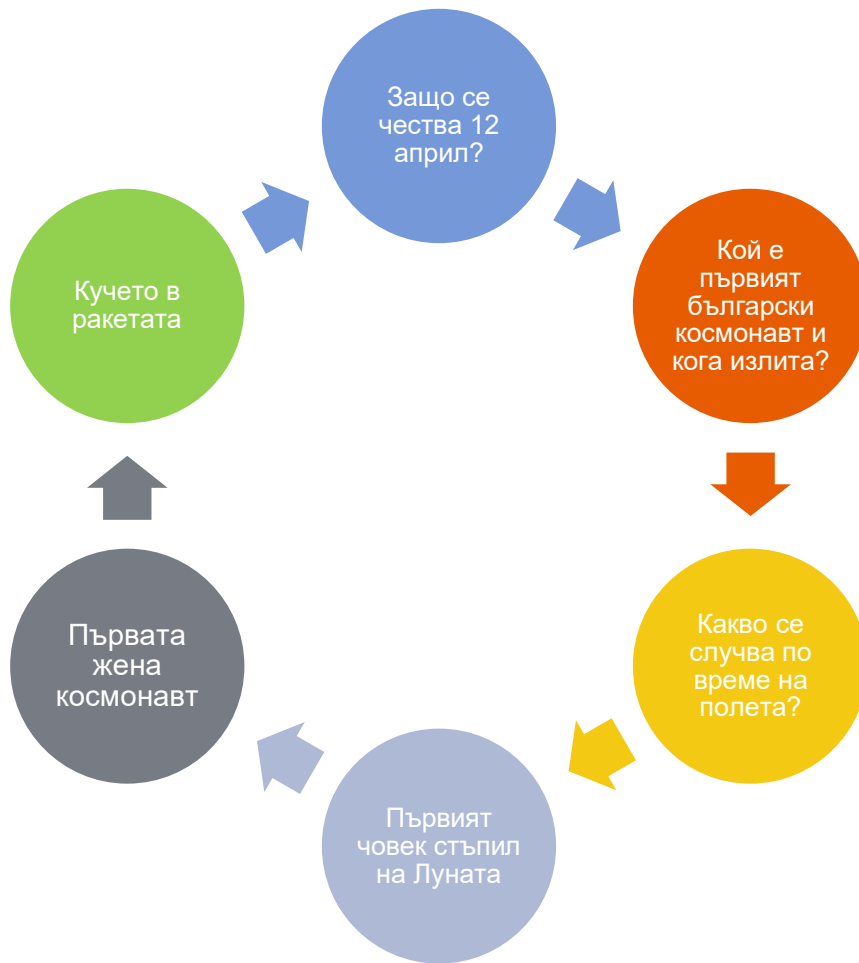 Защо се
чества 12
април?
Кой е
първият
български
космонавт и
кога излита?
Какво се
случва по
време на
полета?
Първият
човек стъпил
на Луната
Първата
жена
космонавт
Кучето в
ракетата